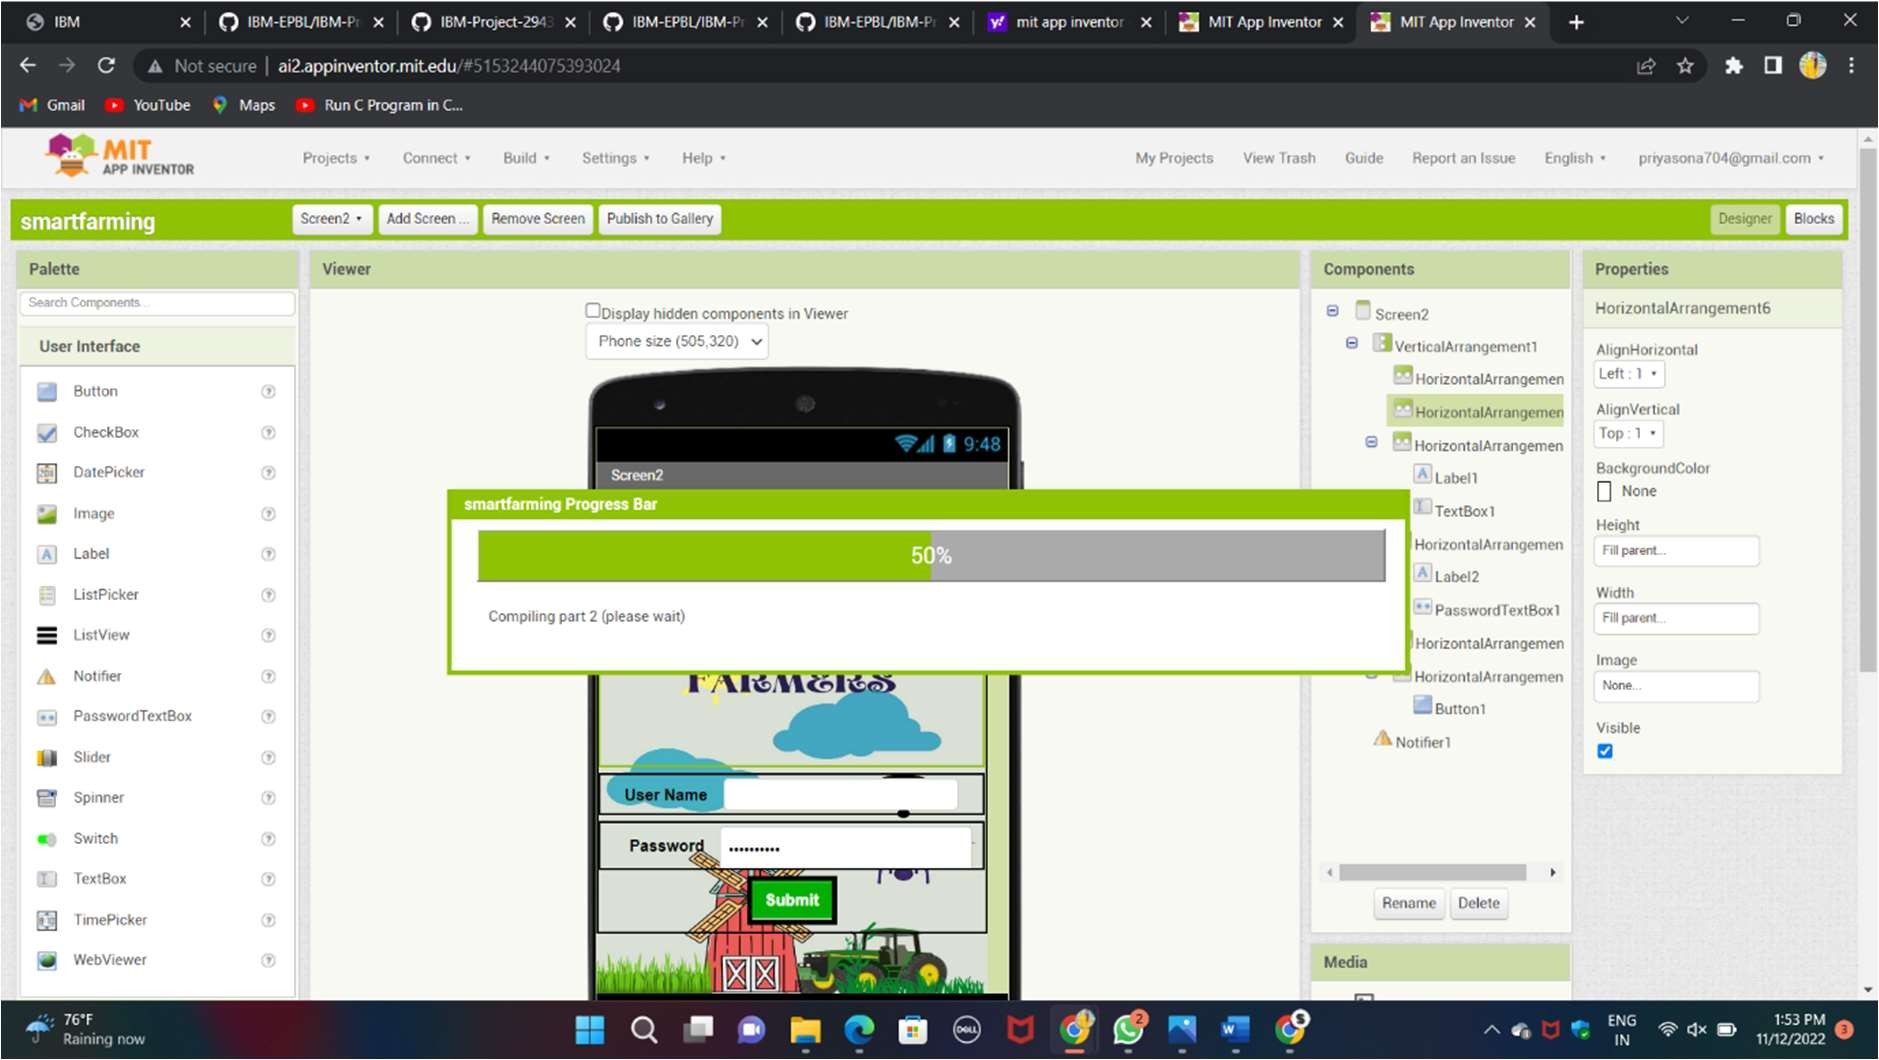 IBM
IBM-EPBL/IBM-Pr
IBM-Project-2943
IBM-EPBL/IBM-Pr
IBM-EPBL/IBM-Pr
mit app inventor
MIT App Inventor
MIT App Inventor
Not secure | ai2.appinventor.mit.edu/#5153244075393024
Gmail
YouTube
Maps
Run C Program in C...
MIT
APP INVENTOR
Projects
Connect
Build
Settings
Help
My Projects
View Trash
Guide
Report an Issue
English
priyasona704@gmail.com
smartfarming
Screen2
Add Screen ...
Remove Screen
Publish to Gallery
Designer
Blocks
Palette
Search Components...
User Interface
Button
CheckBox
DatePicker
Image
Label
ListPicker
ListView
Notifier
PasswordTextBox
Slider
Spinner
Switch
TextBox
TimePicker
WebViewer
Viewer
Display hidden components in Viewer
Phone size (505,320)
9:48
Screen2
smartfarming Progress Bar
50%
Compiling part 2 (please wait)
FARMERS
User Name
Password
Submit
Components
Screen2
VerticalArrangement1
HorizontalArrangemen
HorizontalArrangemen
HorizontalArrangemen
Label1
TextBox1
HorizontalArrangemen
Label2
PasswordTextBox1
HorizontalArrangemen
HorizontalArrangemen
Button1
Notifier1
Rename
Delete
Media
Properties
HorizontalArrangement6
AlignHorizontal
Left : 1
AlignVertical
Top : 1
BackgroundColor
None
Height
Fill parent...
Width
Fill parent...
Image
None...
Visible
76°F
Raining now
DELL
2
S
ENG
IN
1:53 PM
11/12/2022
3